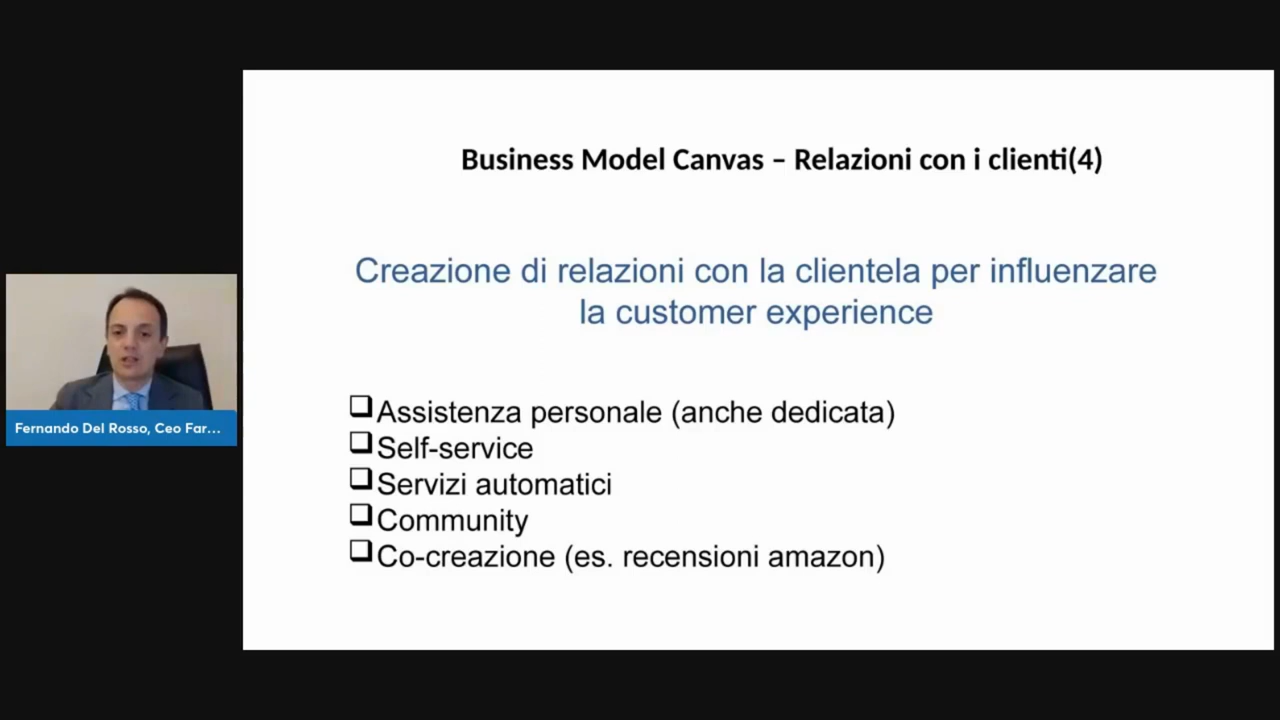 Business Model Canvas – Relazioni con i clienti(4)
Creazione di relazioni con la clientela per influenzare
la customer experience
Assistenza personale (anche dedicata)
Self-service
Servizi automatici
Community
Co-creazione (es. recensioni amazon)
Fernando Del Rosso, Ceo Far...